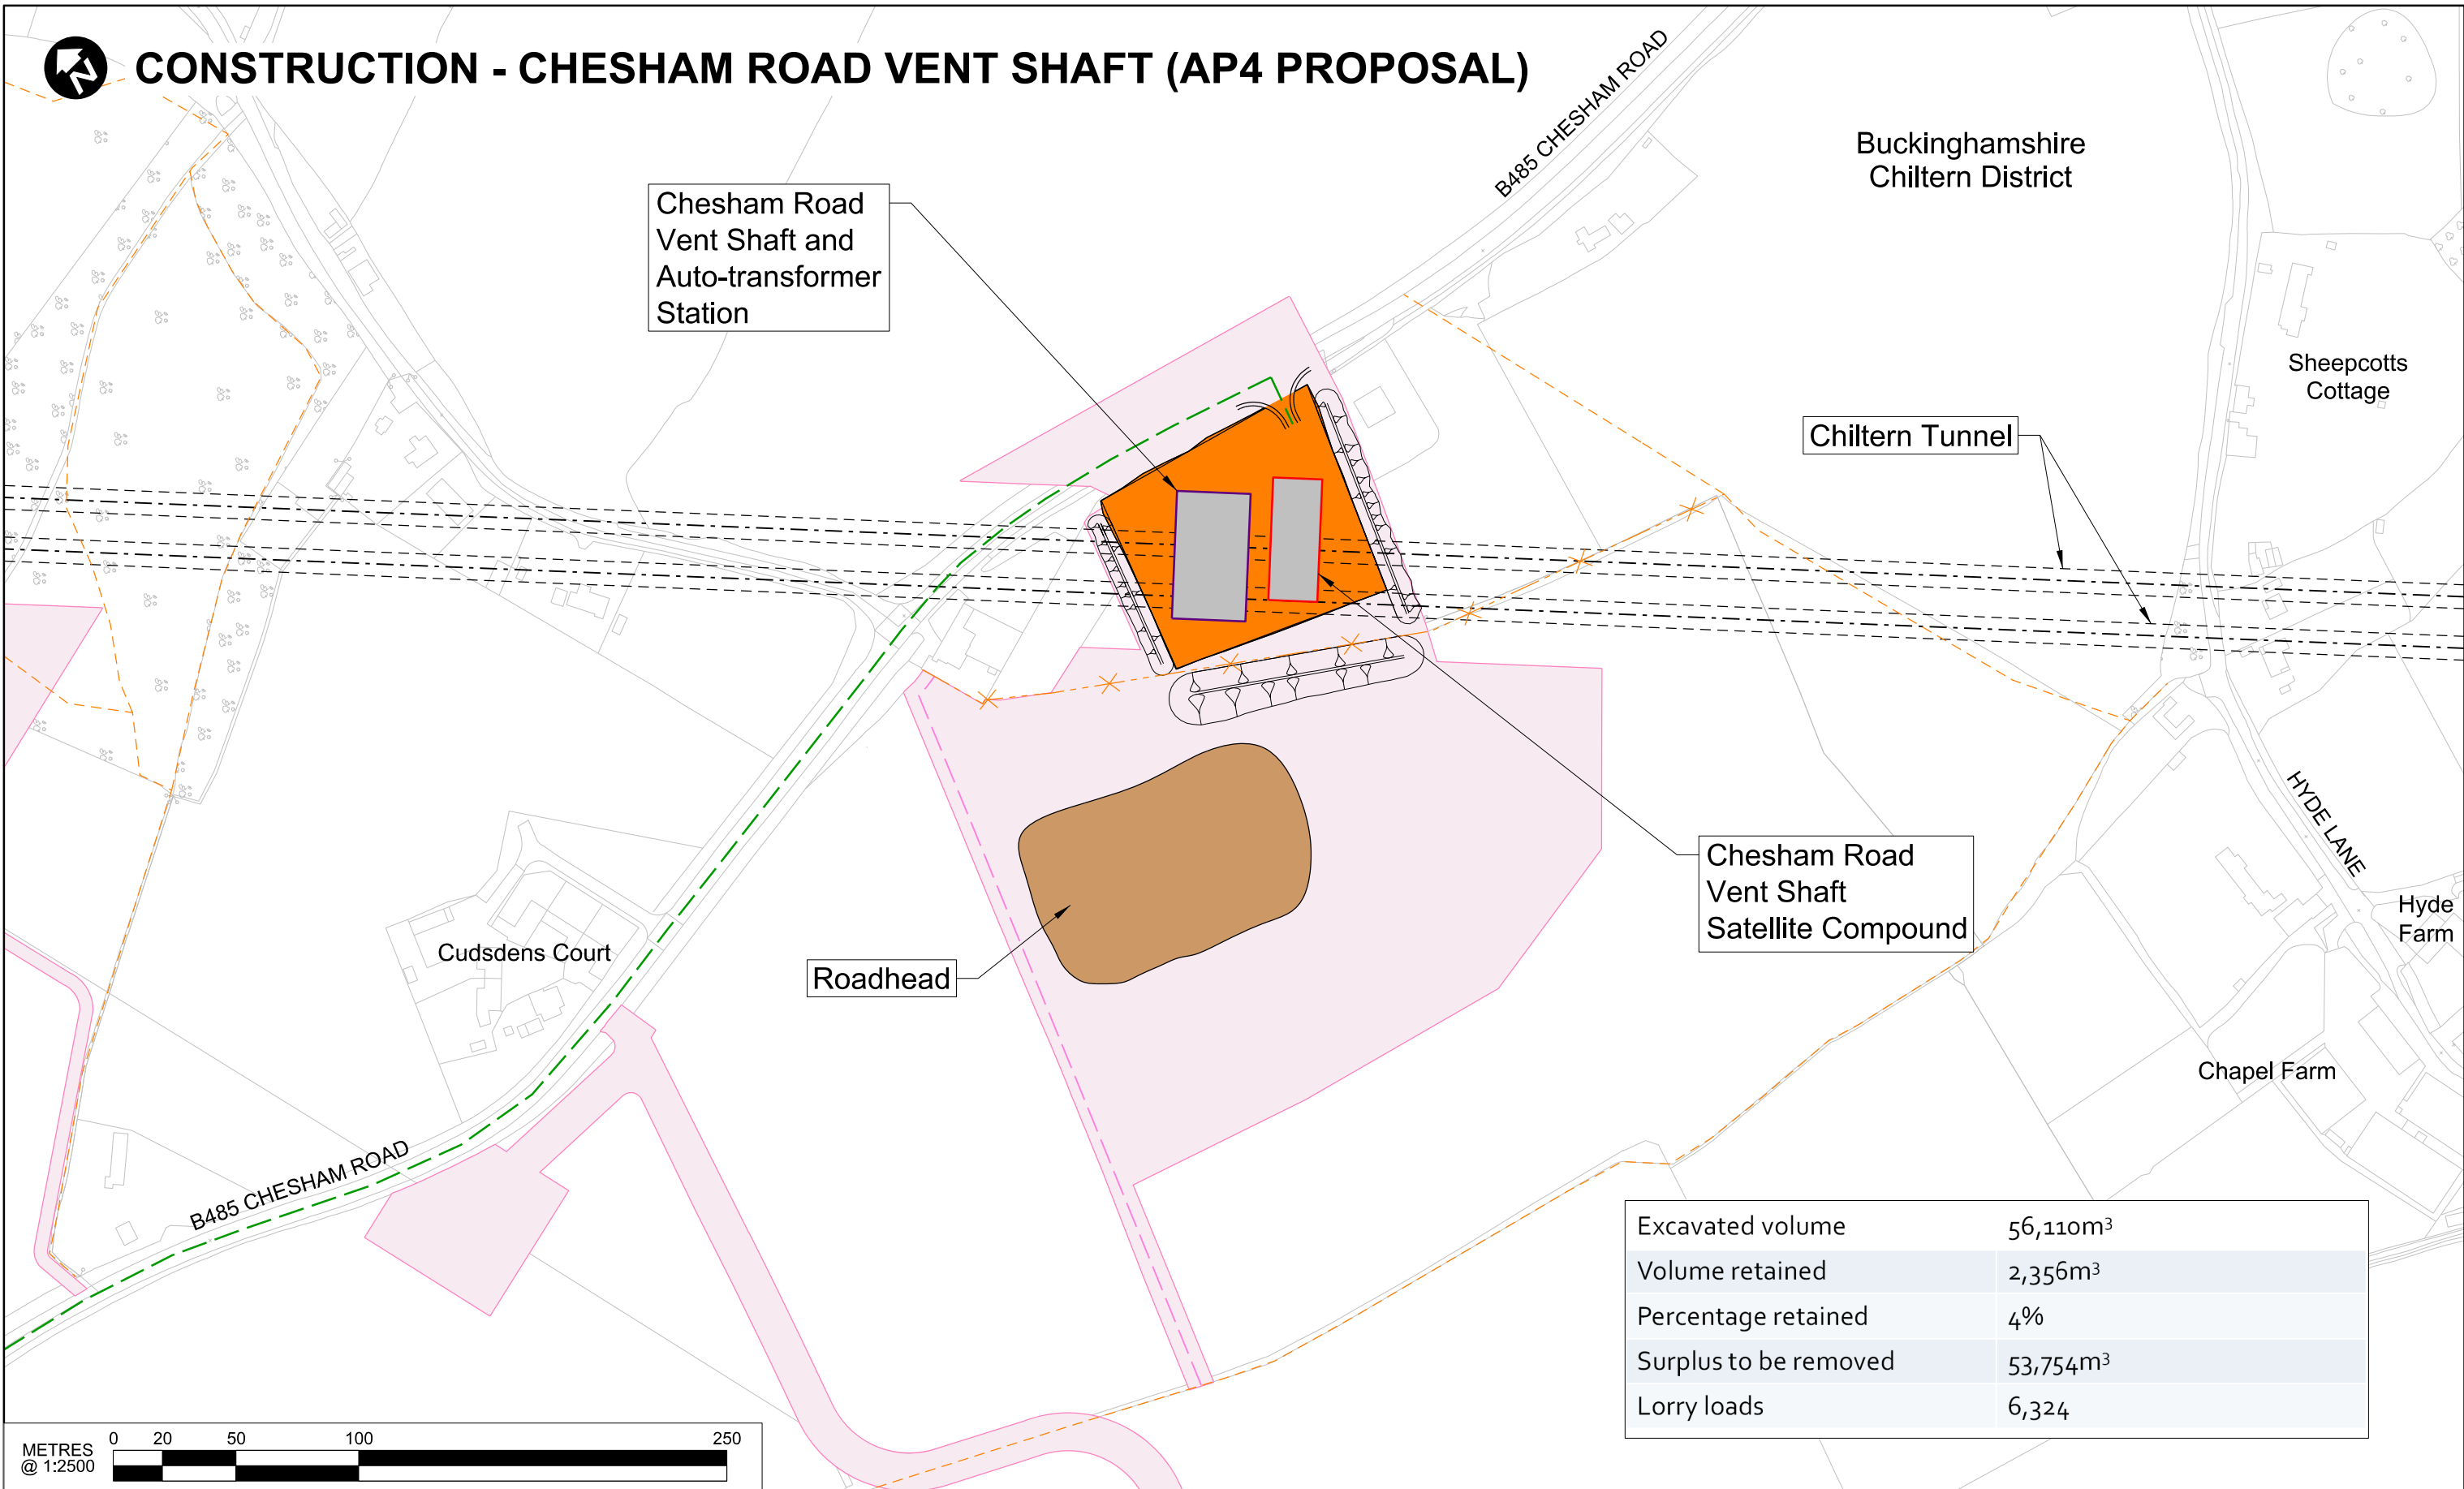 N
CONSTRUCTION - CHESHAM ROAD VENT SHAFT (AP4 PROPOSAL)
B485 CHESHAM ROAD
Buckinghamshire
Chiltern District
Chesham Road
Vent Shaft and
Auto-transformer
Station
Sheepcotts
Cottage
Chiltern Tunnel
HYDE LANE
Chesham Road
Vent Shaft
Satellite Compound
Hyde
Farm
Cudsdens Court
Roadhead
Chapel Farm
B485 CHESHAM ROAD
Excavated volume 56,110m³
Volume retained 2,356m³
Percentage retained 4%
Surplus to be removed 53,754m³
Lorry loads 6,324
METRES
@ 1:2500
0 20 50 100 250